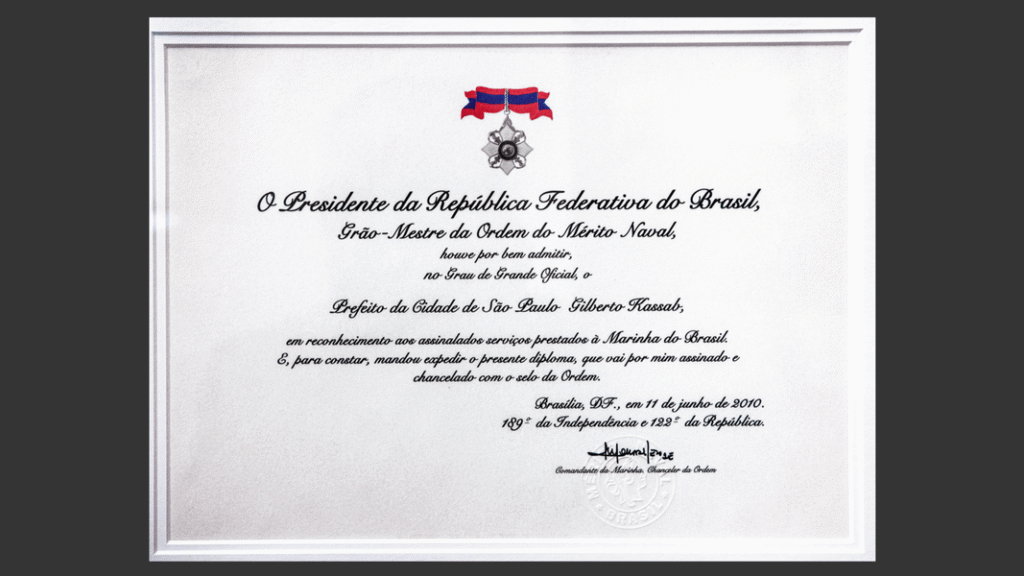 O Presidente da República Federativa do Brasil,
Grão-Mestre da Ordem do Mérito Naval,
houve por bem admitir,
no Grau de Grande Oficial, o
Prefeito da Cidade de São Paulo Gilberto Kassab,
em reconhecimento aos assinalados serviços prestados à Marinha do Brasil.
E, para constar, mandou expedir o presente diploma, que vai por mim assinado e
chancelado com o selo da Ordem.
Brasília, DF., em 11 de junho de 2010.
189º da Independência e 122º da República.
Comandante da Marinha, Chanceler da Ordem
BRASIL